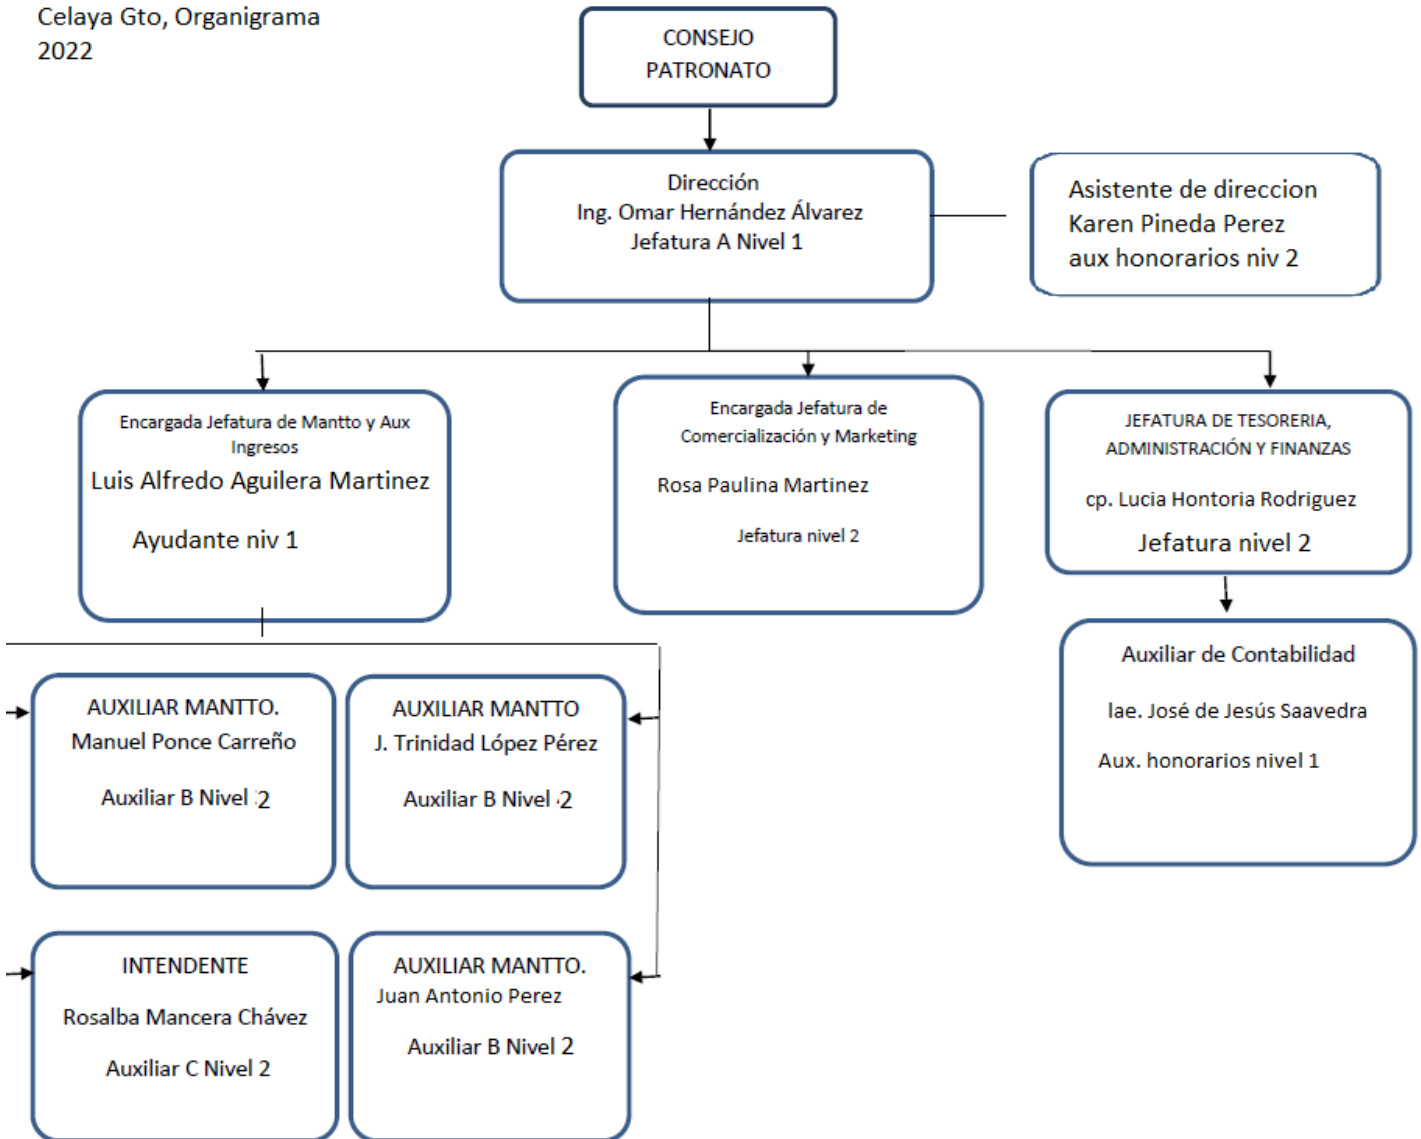 Celaya Gto, Organigrama
2022
CONSEJO
PATRONATO
Dirección
Ing. Omar Hernández Álvarez
Jefatura A Nivel 1
Asistente de direccion
Karen Pineda Perez
aux honorarios niv 2
Encargada Jefatura de Mantto y Aux
Ingresos
Luis Alfredo Aguilera Martinez
Ayudante niv 1
Encargada Jefatura de
Comercialización y Marketing
Rosa Paulina Martinez
Jefatura nivel 2
JEFATURA DE TESORERIA,
ADMINISTRACIÓN Y FINANZAS
cp. Lucia Hontoria Rodriguez
Jefatura nivel 2
Auxiliar de Contabilidad
lae. José de Jesús Saavedra
Aux. honorarios nivel 1
AUXILIAR MANTTO.
Manuel Ponce Carreño
Auxiliar B Nivel 2
AUXILIAR MANTTO
J. Trinidad López Pérez
Auxiliar B Nivel 2
INTENDENTE
Rosalba Mancera Chávez
Auxiliar C Nivel 2
AUXILIAR MANTTO.
Juan Antonio Perez
Auxiliar B Nivel 2